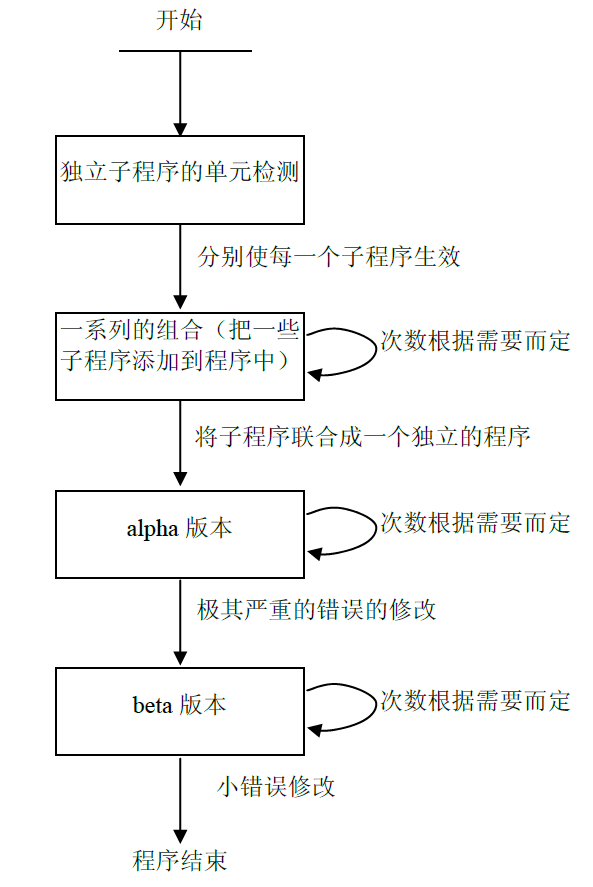 开始
独立子程序的单元检测
分别使每一个子程序生效
一系列的组合（把一些
子程序添加到程序中）
次数根据需要而定
将子程序联合成一个独立的程序
alpha 版本
次数根据需要而定
极其严重的错误的修改
beta 版本
次数根据需要而定
小错误修改
程序结束